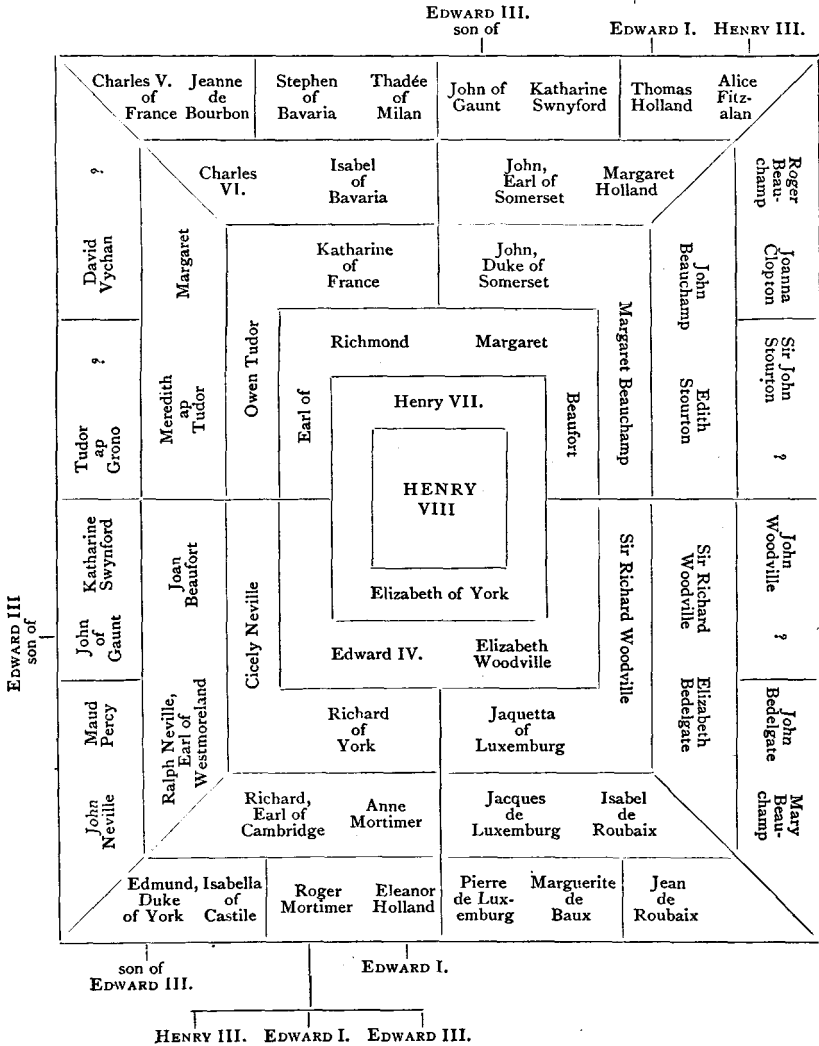 EDWARD III.
son of
EDWARD I.
HENRY III.
Charles V.
of
France
Jeanne
de
Bourbon
Stephen
of
Bavaria
Thadée
of
Milan
John of
Gaunt
Katharine
Swnyford
Thomas
Holland
Alice
Fitz-
alan
?
David
Vychan
?
Tudor
ap
Grono
Katharine
Swynford
John of
Gaunt
EDWARD III
son of
Maud
Percy
John
Neville
Charles
VI.
Isabel
of
Bavaria
John,
Earl of
Somerset
Margaret
Holland
Roger
Beau-
champ
Joanna
Clopton
Sir John
Stourton
?
John
Woodville
?
John
Bedelgate
Mary
Beau-
champ
Margaret
Meredith
ap
Tudor
Joan
Beaufort
Ralph Neville,
Earl of
Westmoreland
Katharine
of
France
John,
Duke of
Somerset
John
Beauchamp
Edith
Stourton
Sir Richard
Woodville
Elizabeth
Bedelgate
Owen Tudor
Cicely Neville
Margaret Beauchamp
Sir Richard Woodville
Earl of
Richmond
Margaret
Beaufort
Henry VII.
HENRY
VIII
Elizabeth of York
Edward IV.
Elizabeth
Woodville
Richard
of
York
Jaquetta
of
Luxemburg
Richard,
Earl of
Cambridge
Anne
Mortimer
Jacques
de
Luxemburg
Isabel
de
Roubaix
Edmund,
Duke
of York
Isabella
of
Castile
Roger
Mortimer
Eleanor
Holland
Pierre
de Lux-
emburg
Marguerite
de
Baux
Jean
de
Roubaix
son of
EDWARD III.
EDWARD I.
HENRY III.
EDWARD I.
EDWARD III.